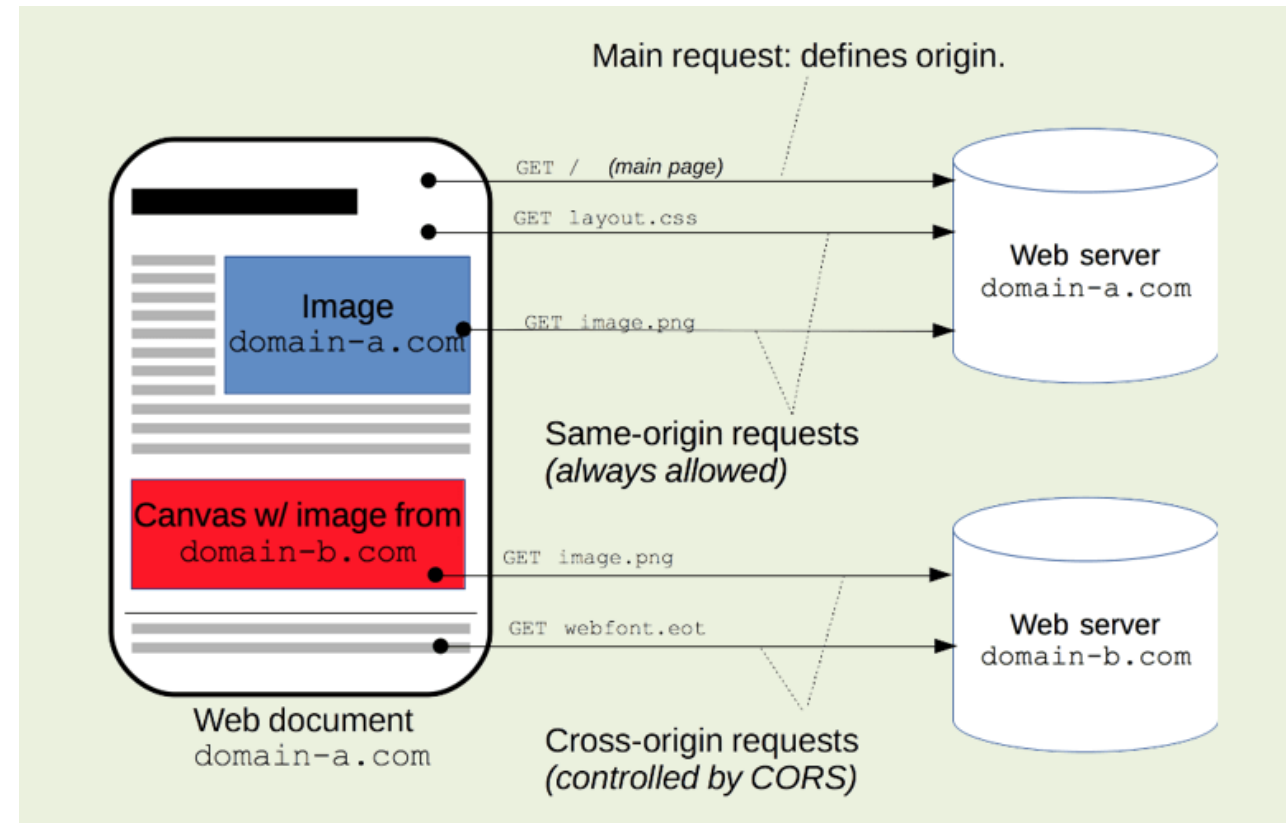 Main request: defines origin.
GET / (main page)
GET layout.css
Image
domain-a.com
GET image.png
Web server
domain-a.com
Same-origin requests
(always allowed)
Canvas w/ image from
domain-b.com
GET image.png
GET webfont.eot
Web server
domain-b.com
Web document
domain-a.com
Cross-origin requests
(controlled by CORS)